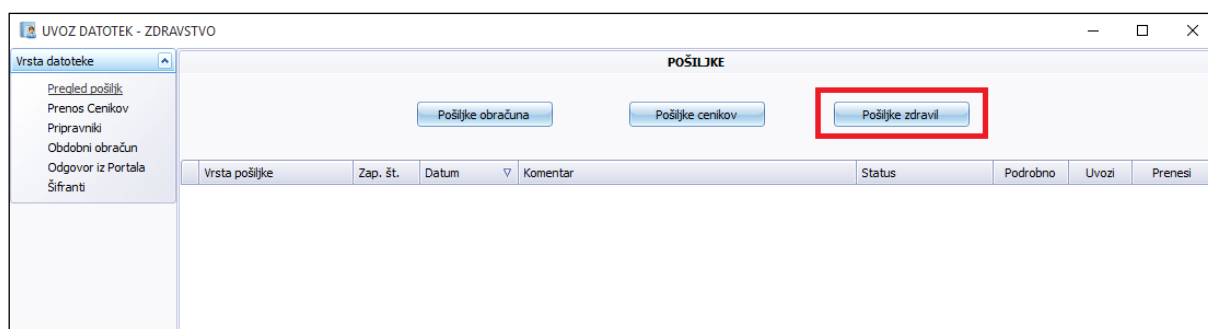 UVOZ DATOTEK - ZDRAVSTVO
Vrsta datoteke
Pregled pošiljk
Prenos Cenikov
Pripravniki
Obdobni obračun
Odgovor iz Portala
Šifranti
POŠILJKE
Pošiljke obračuna Pošiljke cenikov Pošiljke zdravil
Vrsta pošiljke Zap. št. Datum Komentar Status Podrobno Uvozi Prenesi